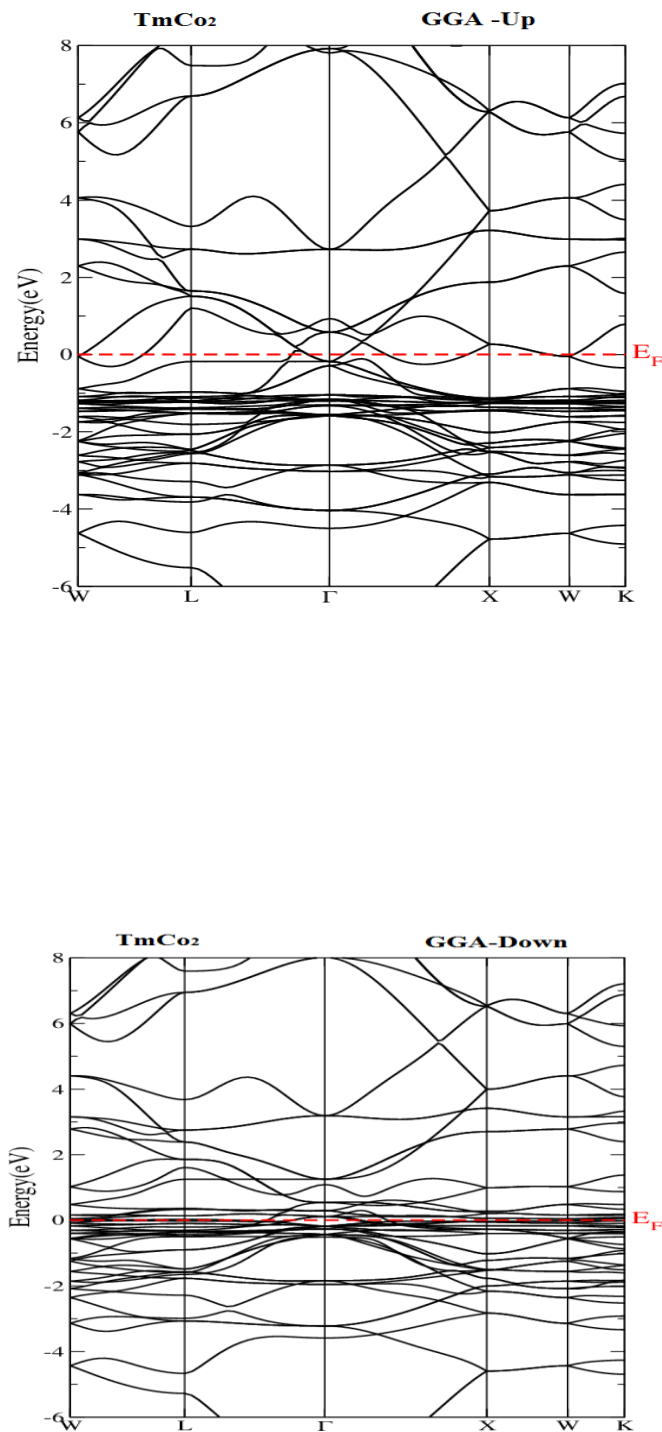 TmCo₂ GGA -Up
8
6
4
2
0
-2
-4
-6
Energy(eV)
E_F
W L Γ X W K
TmCo₂ GGA-Down
8
6
4
2
0
-2
-4
-6
Energy(eV)
E_F
W L Γ X W K